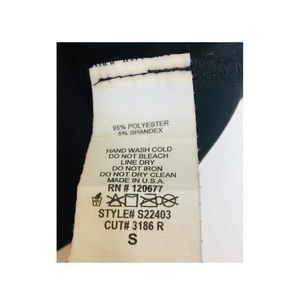 95% POLYESTER
5% SPANDEX
HAND WASH COLD
DO NOT BLEACH
LINE DRY
DO NOT IRON
DO NOT DRY CLEAN
MADE IN U.S.A.
RN # 120677
STYLE# S22403
CUT# 3186 R
S